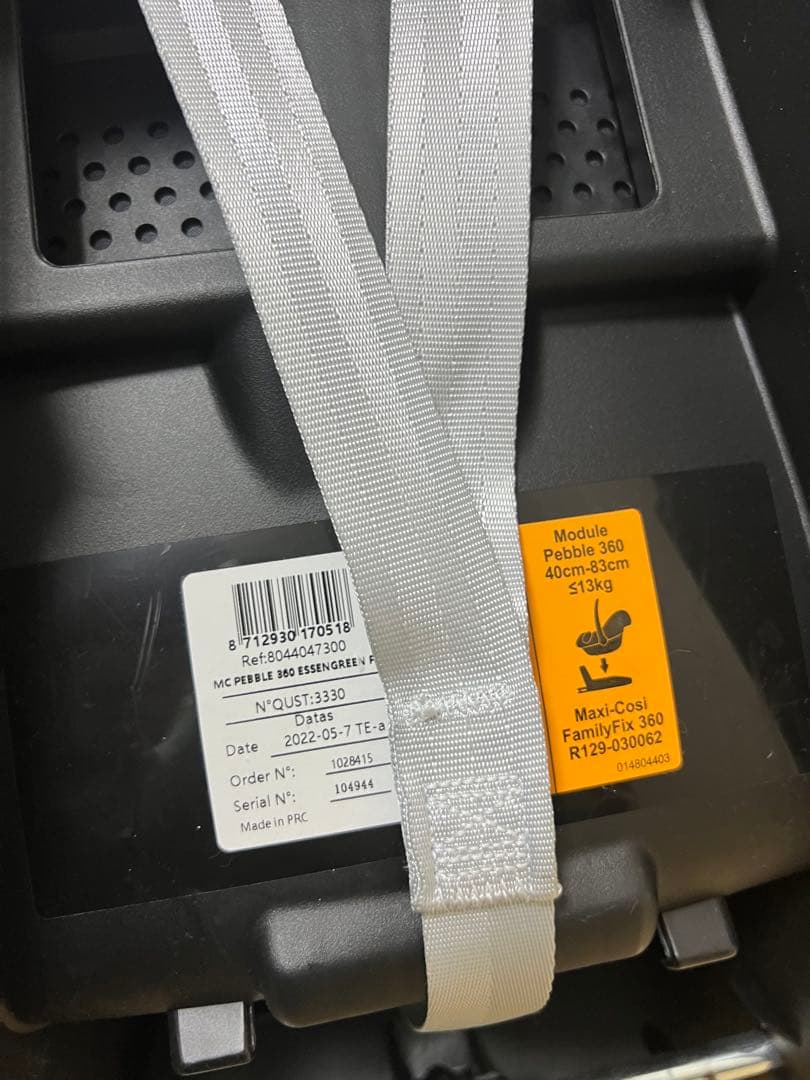 8 712930 170518
Ref:8044047300
MC PEBBLE 360 ESSENGREEN
N°QUST:3330
Datas
Date 2022-05-7 TE-a
Order N°: 1028415
Serial N°: 104944
Made in PRC
Module
Pebble 360
40cm-83cm
≤13kg
Maxi-Cosi
FamilyFix 360
R129-030062
014804403